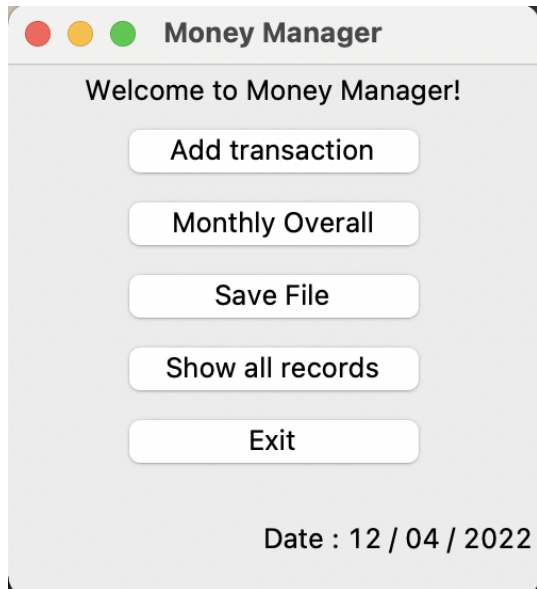 Money Manager
Welcome to Money Manager!
Add transaction
Monthly Overall
Save File
Show all records
Exit
Date : 12 / 04 / 2022